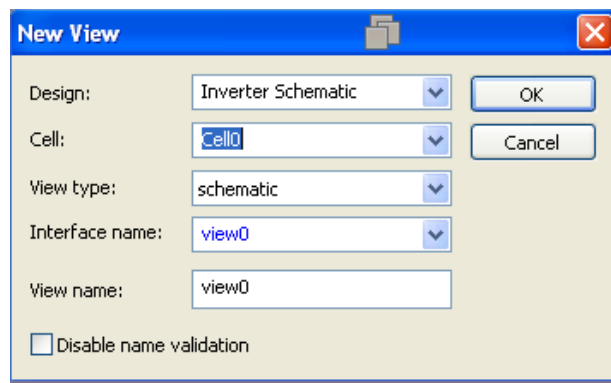 New View
Design: Inverter Schematic OK
Cell: Cell0 Cancel
View type: schematic
Interface name: view0
View name: view0
Disable name validation